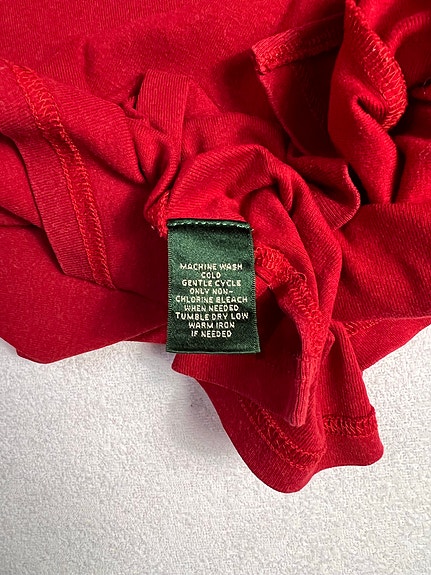 MACHINE WASH
COLD
GENTLE CYCLE
ONLY NON-
CHLORINE BLEACH
WHEN NEEDED
TUMBLE DRY LOW
WARM IRON
IF NEEDED